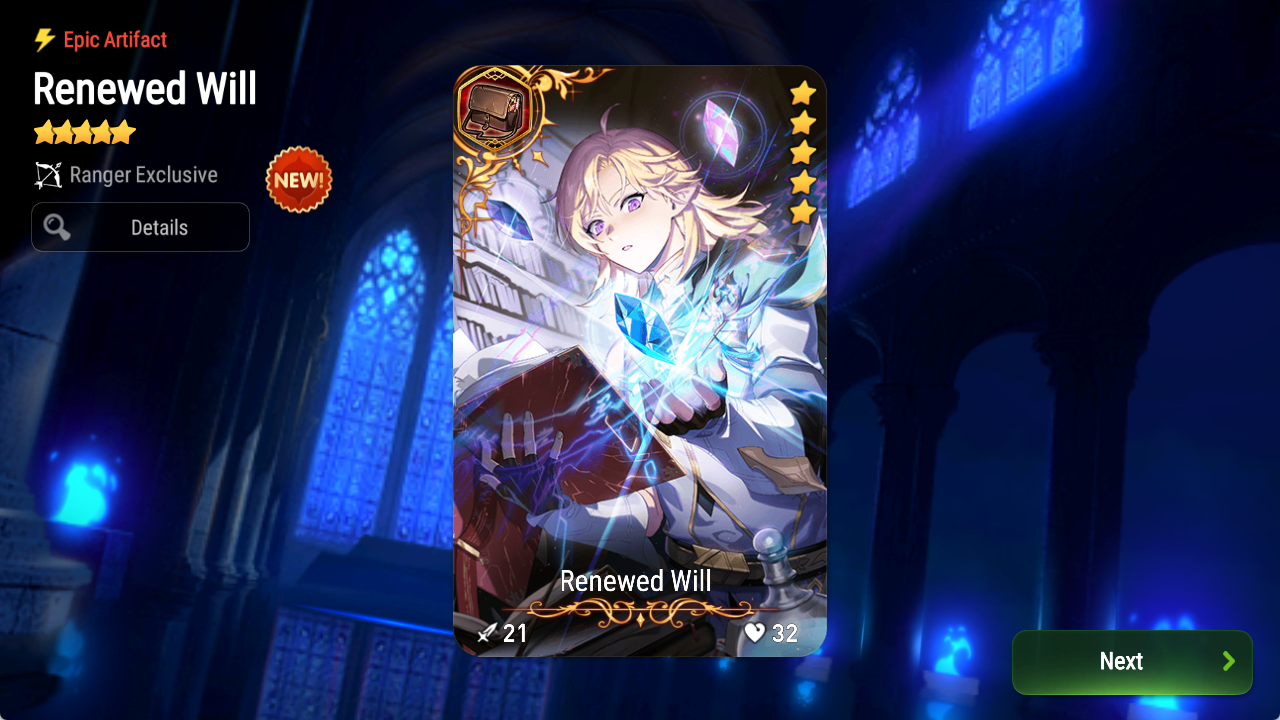 Epic Artifact
Renewed Will
Ranger Exclusive
NEW!
Details
Renewed Will
21
32
Next